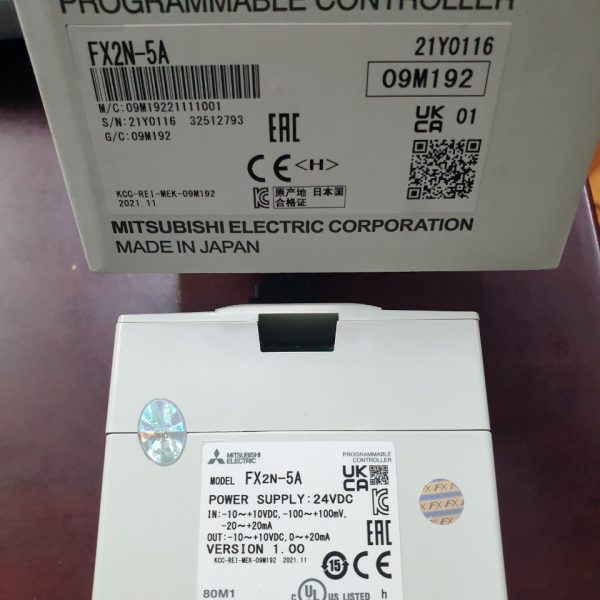 PROGRAMMABLE CONTROLLER
FX2N-5A
21Y0116
09M192
M/C:09M19221111001
S/N:21Y0116 32512793
G/C:09M192
EAC
UK
CA 01
CE <H>
KCC-REI-MEK-09M192
2021.11
原产地 日本国
合格证
MITSUBISHI ELECTRIC CORPORATION
MADE IN JAPAN
MITSUBISHI
ELECTRIC
PROGRAMMABLE
CONTROLLER
MODEL FX2N-5A
UK
CA
POWER SUPPLY:24VDC
IN:-10~+10VDC,-100~+100mV,
-20~+20mA
OUT:-10~+10VDC,0~+20mA
EAC
VERSION 1.00
KCC-REI-MEK-09M192 2021.11
15 CE
80M1
C UL US LISTED h
FX